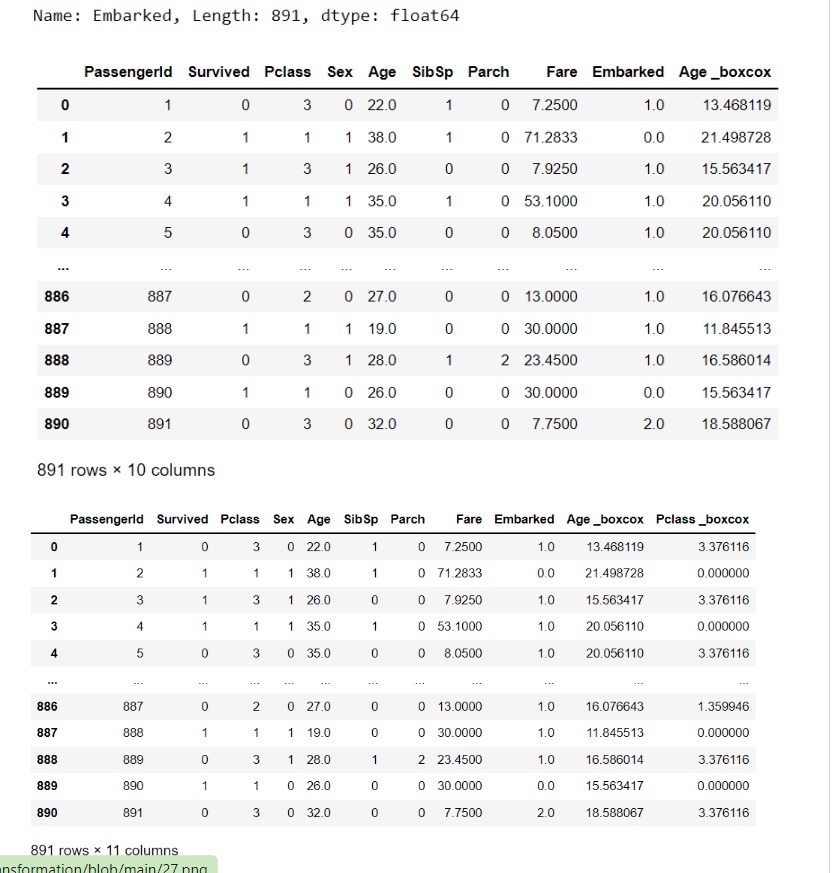 Name: Embarked, Length: 891, dtype: float64
PassengerId Survived Pclass Sex Age SibSp Parch Fare Embarked Age _boxcox
0 1 0 3 0 22.0 1 0 7.2500 1.0 13.468119
1 2 1 1 1 38.0 1 0 71.2833 0.0 21.498728
2 3 1 3 1 26.0 0 0 7.9250 1.0 15.563417
3 4 1 1 1 35.0 1 0 53.1000 1.0 20.056110
4 5 0 3 0 35.0 0 0 8.0500 1.0 20.056110
... ... ... ... ... ... ... ... ... ... ...
886 887 0 2 0 27.0 0 0 13.0000 1.0 16.076643
887 888 1 1 1 19.0 0 0 30.0000 1.0 11.845513
888 889 0 3 1 28.0 1 2 23.4500 1.0 16.586014
889 890 1 1 0 26.0 0 0 30.0000 0.0 15.563417
890 891 0 3 0 32.0 0 0 7.7500 2.0 18.588067
891 rows × 10 columns
PassengerId Survived Pclass Sex Age SibSp Parch Fare Embarked Age _boxcox Pclass _boxcox
0 1 0 3 0 22.0 1 0 7.2500 1.0 13.468119 3.376116
1 2 1 1 1 38.0 1 0 71.2833 0.0 21.498728 0.000000
2 3 1 3 1 26.0 0 0 7.9250 1.0 15.563417 3.376116
3 4 1 1 1 35.0 1 0 53.1000 1.0 20.056110 0.000000
4 5 0 3 0 35.0 0 0 8.0500 1.0 20.056110 3.376116
... ... ... ... ... ... ... ... ... ... ... ...
886 887 0 2 0 27.0 0 0 13.0000 1.0 16.076643 1.359946
887 888 1 1 1 19.0 0 0 30.0000 1.0 11.845513 0.000000
888 889 0 3 1 28.0 1 2 23.4500 1.0 16.586014 3.376116
889 890 1 1 0 26.0 0 0 30.0000 0.0 15.563417 0.000000
890 891 0 3 0 32.0 0 0 7.7500 2.0 18.588067 3.376116
891 rows × 11 columns
nsformation/blob/main/27.png